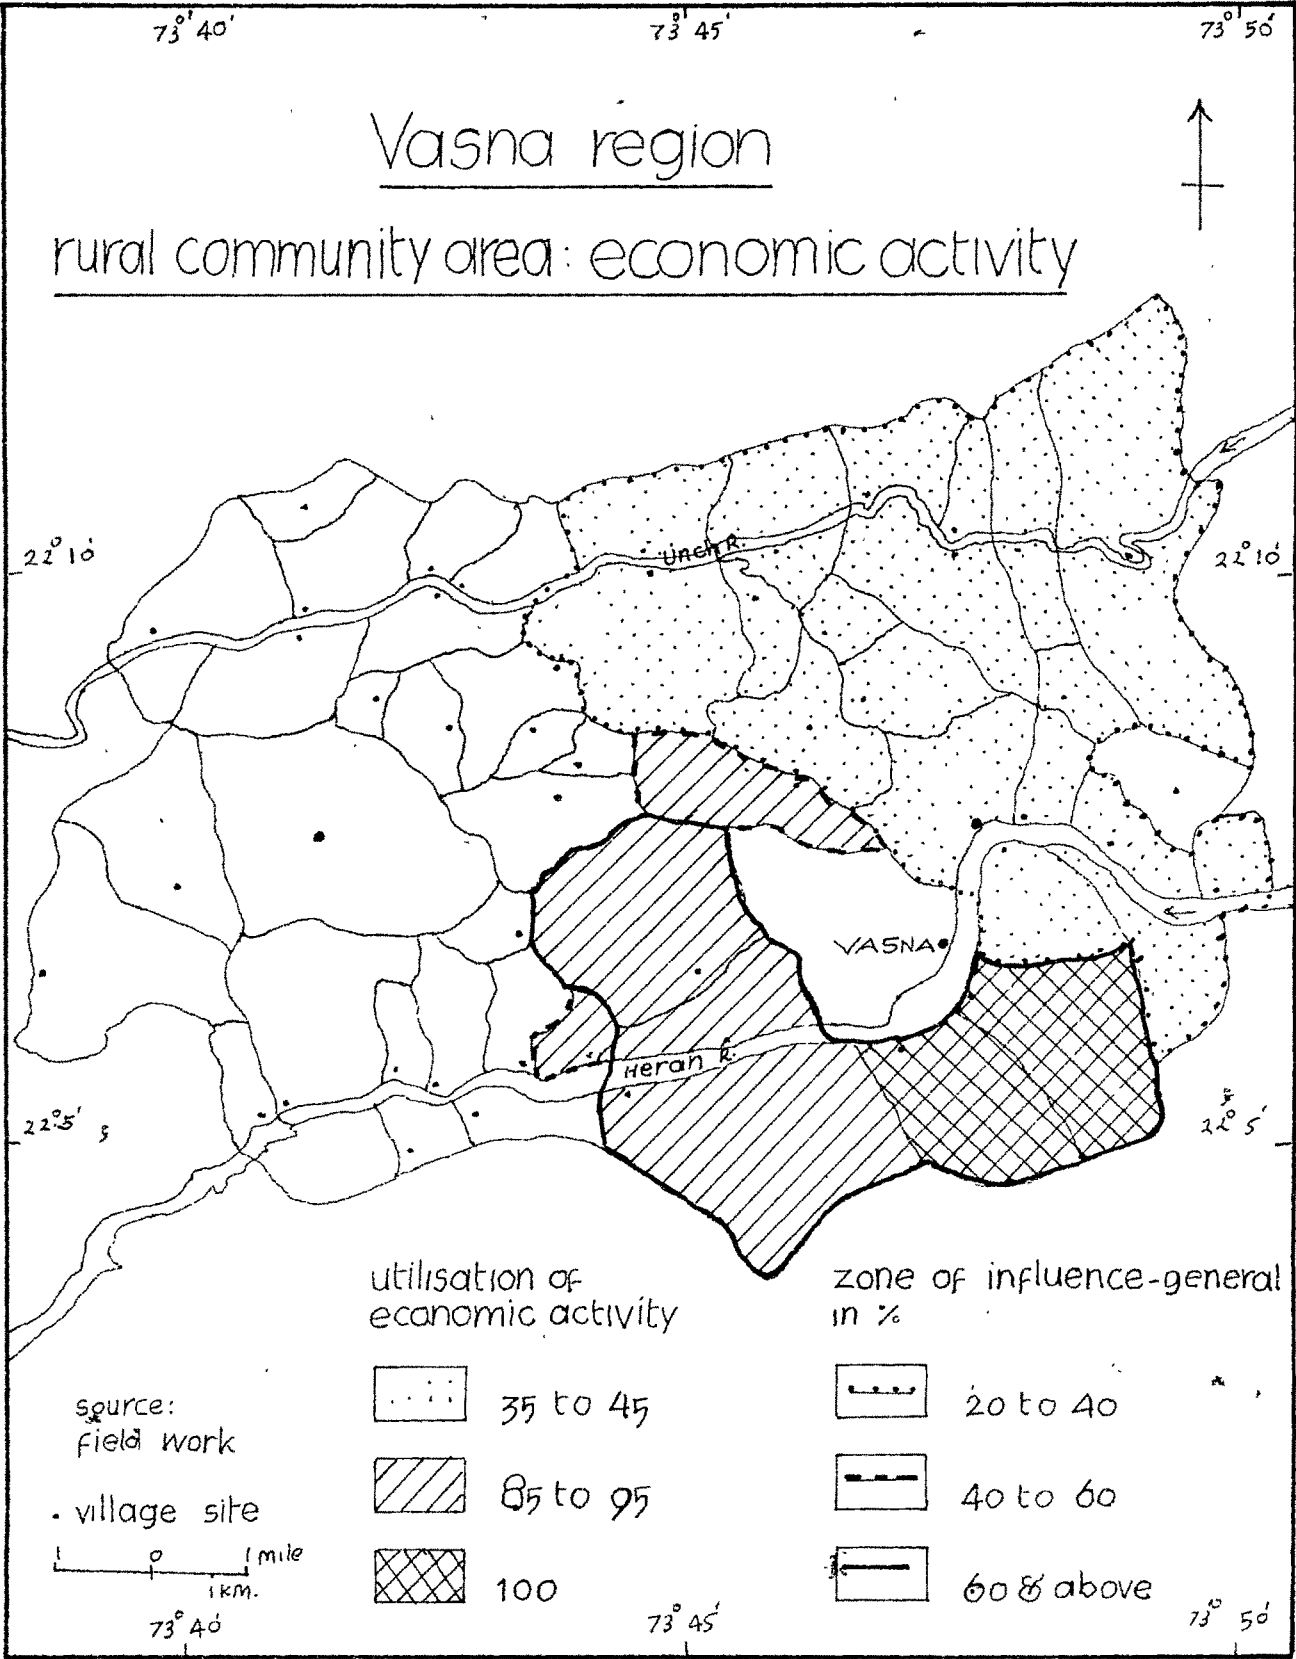 73° 40' 73° 45' 73° 50'
Vasna region
rural community area: economic activity
Unch R.
22° 10' 22° 10'
VASNA
Heran R.
22° 5' 22° 5'
utilisation of
economic activity
35 to 45
85 to 95
100
zone of influence-general
in %
20 to 40
40 to 60
60 & above
source:
field work
. village site
1 0 1 mile
1 KM.
73° 40' 73° 45' 73° 50'